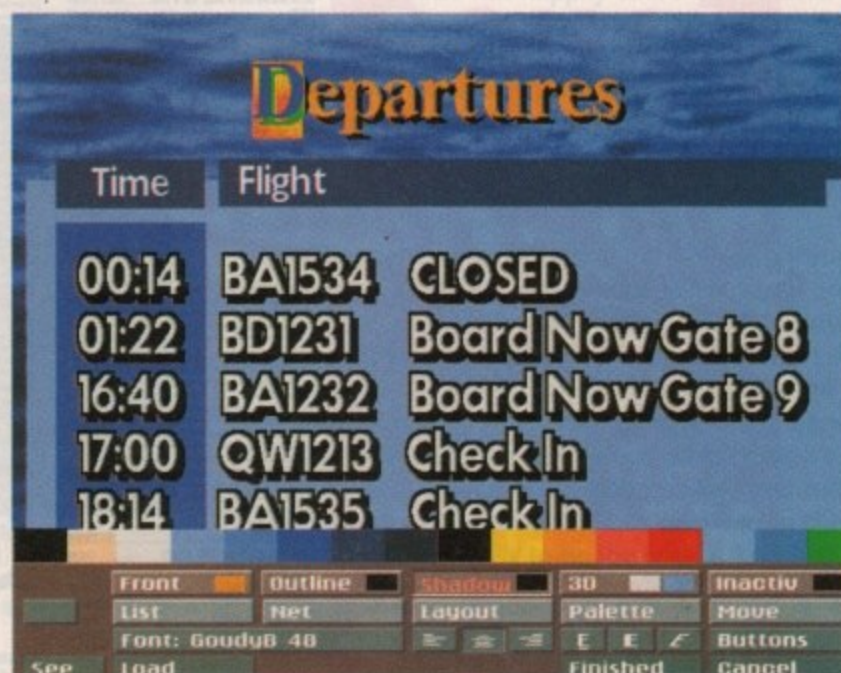 Departures
Time Flight
00:14 BA1534 CLOSED
01:22 BD1231 Board Now Gate 8
16:40 BA1232 Board Now Gate 9
17:00 QW1213 Check In
18:14 BA1535 Check In
Front Outline Shadow 3D Inactiv
List Net Layout Palette Move
Font: GoudyB 40 E E E Buttons
See Load Finished Cancel